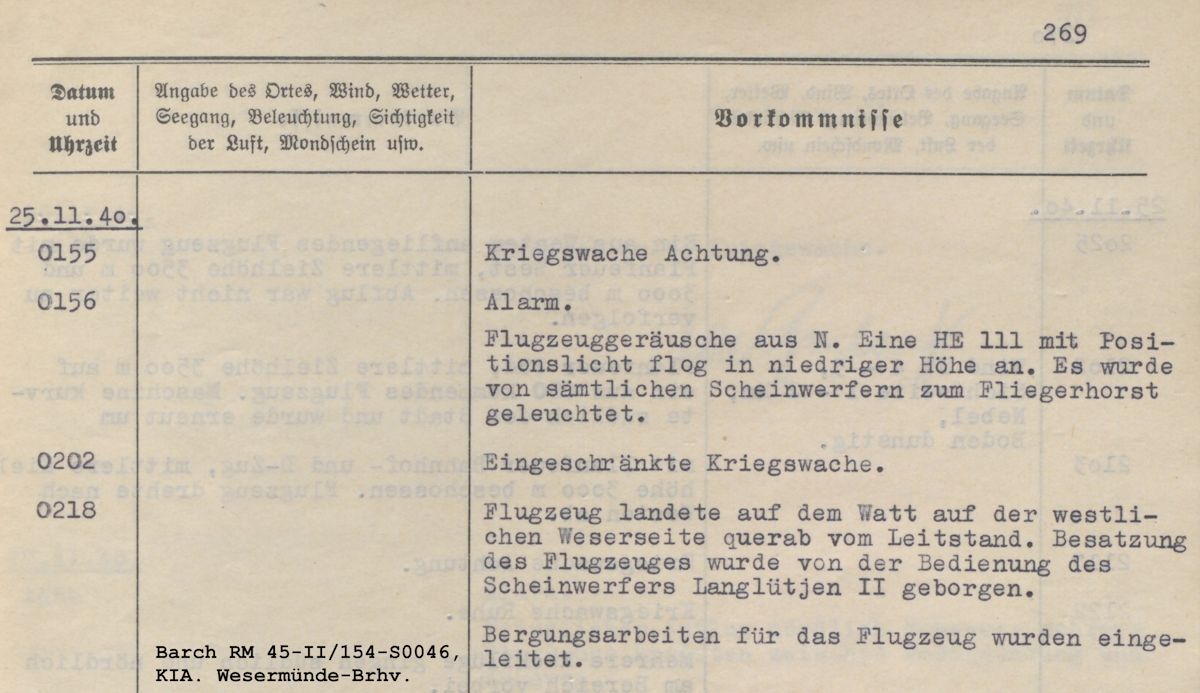 269
Datum
und
Uhrzeit
Angabe des Ortes, Wind, Wetter,
Seegang, Beleuchtung, Sichtigkeit
der Luft, Mondschein usw.
Vorkommnisse
25.11.4o.
0155
Kriegswache Achtung.
0156
Alarm.
Flugzeuggeräusche aus N. Eine HE lll mit Posi-
tionslicht flog in niedriger Höhe an. Es wurde
von sämtlichen Scheinwerfern zum Fliegerhorst
geleuchtet.
0202
Eingeschränkte Kriegswache.
0218
Flugzeug landete auf dem Watt auf der westli-
chen Weserseite querab vom Leitstand. Besatzung
des Flugzeuges wurde von der Bedienung des
Scheinwerfers Langlütjen II geborgen.
Bergungsarbeiten für das Flugzeug wurden einge-
leitet.
Barch RM 45-II/154-S0046,
KIA. Wesermünde-Brhv.